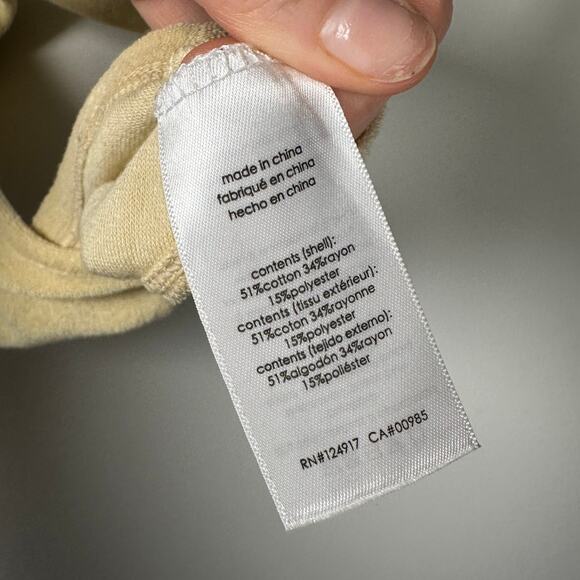 made in china
fabriqué en china
hecho en china
contents (shell):
51%cotton 34%rayon
15%polyester
contents (tissu extérieur):
51%coton 34%rayonne
15%polyester
contents (tejido externo):
51%algodón 34%rayon
15%poliéster
RN#124917 CA#00985